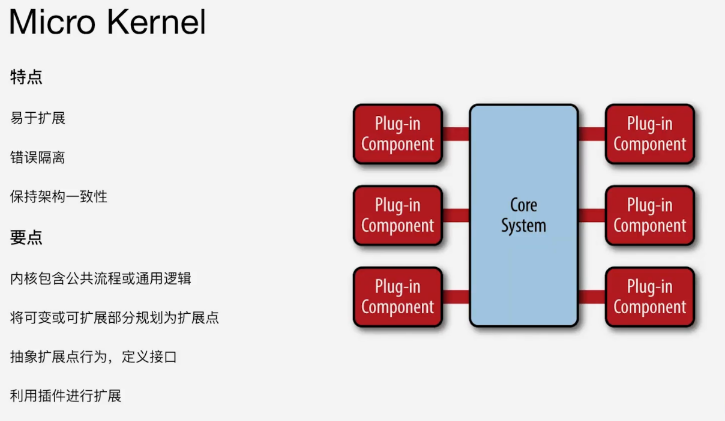 Micro Kernel
特点
易于扩展
错误隔离
保持架构一致性
要点
内核包含公共流程或通用逻辑
将可变或可扩展部分规划为扩展点
抽象扩展点行为，定义接口
利用插件进行扩展
Plug-in
Component
Plug-in
Component
Plug-in
Component
Core
System
Plug-in
Component
Plug-in
Component
Plug-in
Component